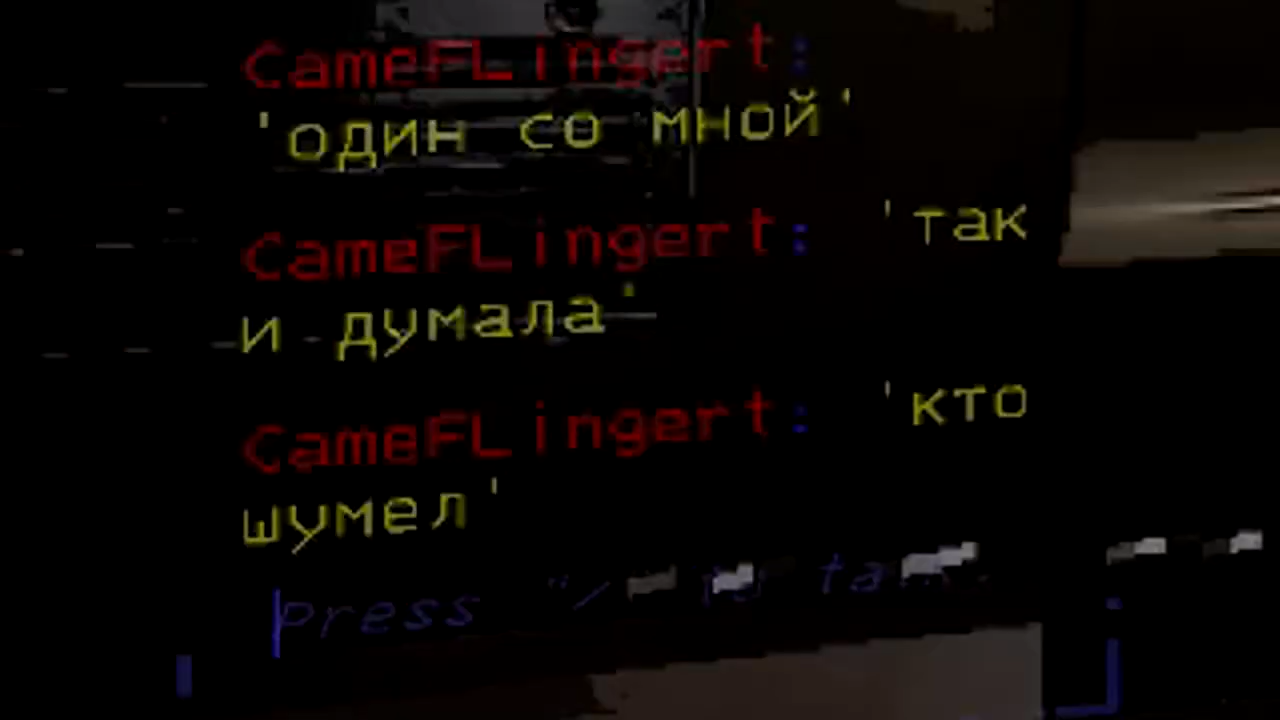 CameFLingert:
'один со мной'
CameFLingert: 'так
и думала'
CameFLingert: 'кто
шумел'
press "/"